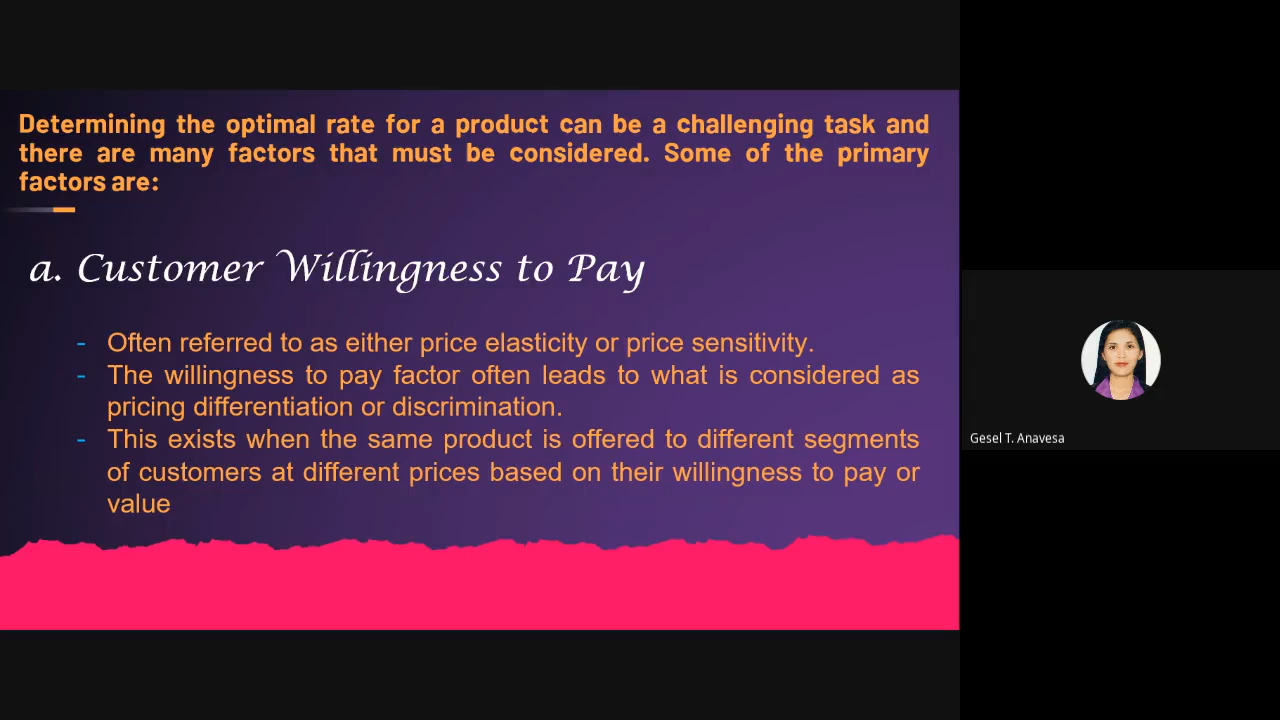 Determining the optimal rate for a product can be a challenging task and
there are many factors that must be considered. Some of the primary
factors are:
a. Customer Willingness to Pay
- Often referred to as either price elasticity or price sensitivity.
- The willingness to pay factor often leads to what is considered as
pricing differentiation or discrimination.
- This exists when the same product is offered to different segments
of customers at different prices based on their willingness to pay or
value
Gesel T. Anavesa